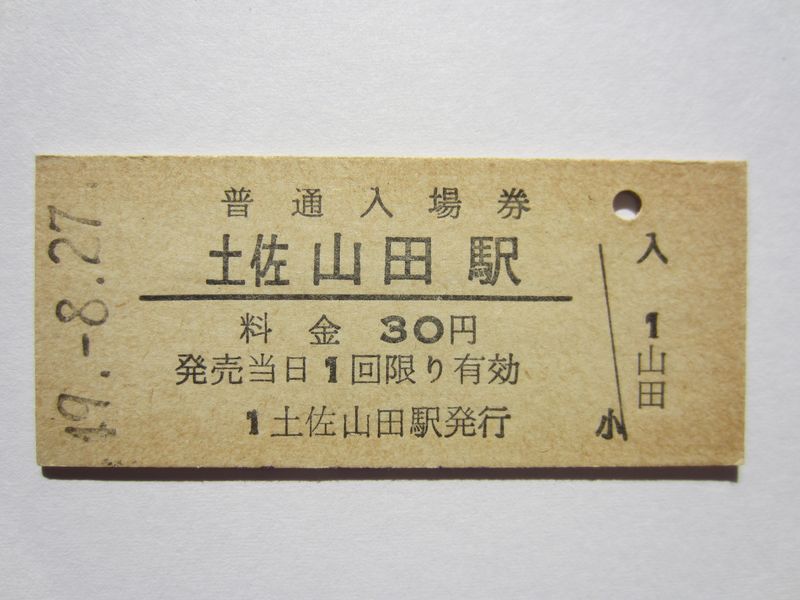 49.-8.27
普通入場券
土佐山田駅
料金 30円
発売当日1回限り有効
1土佐山田駅発行
入
1
山田
小